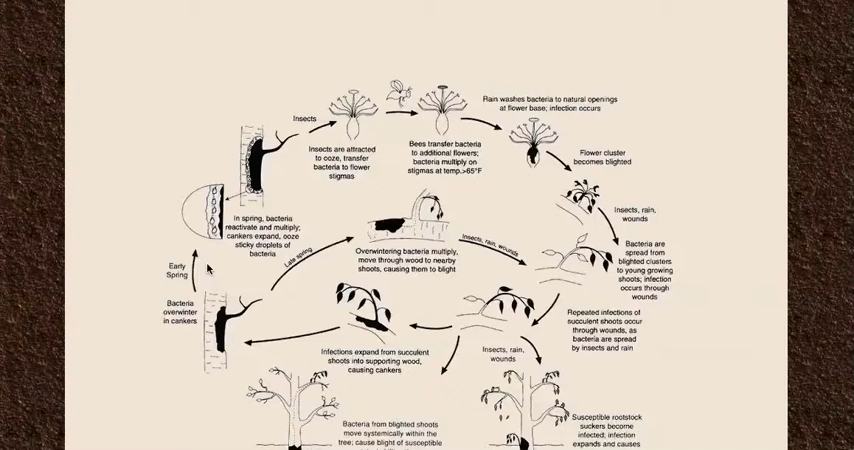 Insects
Rain washes bacteria to natural openings
at flower base; infection occurs
Insects are attracted
to ooze, transfer
bacteria to flower
stigmas
Bees transfer bacteria
to additional flowers;
bacteria multiply on
stigmas at temp.>65°F
Flower cluster
becomes blighted
Insects, rain,
wounds
In spring, bacteria
reactivate and multiply;
cankers expand, ooze
sticky droplets of
bacteria
Late spring
Overwintering bacteria multiply,
move through wood to nearby
shoots, causing them to blight
Insects, rain, wounds
Bacteria are
spread from
blighted clusters
to young growing
shoots; infection
occurs through
wounds
Early
Spring
Bacteria
overwinter
in cankers
Repeated infections of
succulent shoots occur
through wounds, as
bacteria are spread
by insects and rain
Infections expand from succulent
shoots into supporting wood,
causing cankers
Insects, rain,
wounds
Bacteria from blighted shoots
move systemically within the
tree; cause blight of susceptible
Susceptible rootstock
suckers become
infected; infection
expands and causes